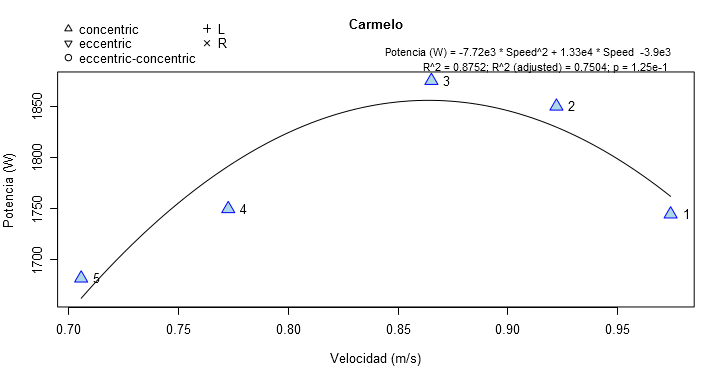 Carmelo
concentric
eccentric
eccentric-concentric
L
R
Potencia (W) = -7.72e3 * Speed^2 + 1.33e4 * Speed  -3.9e3
R^2 = 0.8752; R^2 (adjusted) = 0.7504; p = 1.25e-1
Potencia (W)
1850
1800
1750
1700
3
2
4
1
5
0.70
0.75
0.80
0.85
0.90
0.95
Velocidad (m/s)